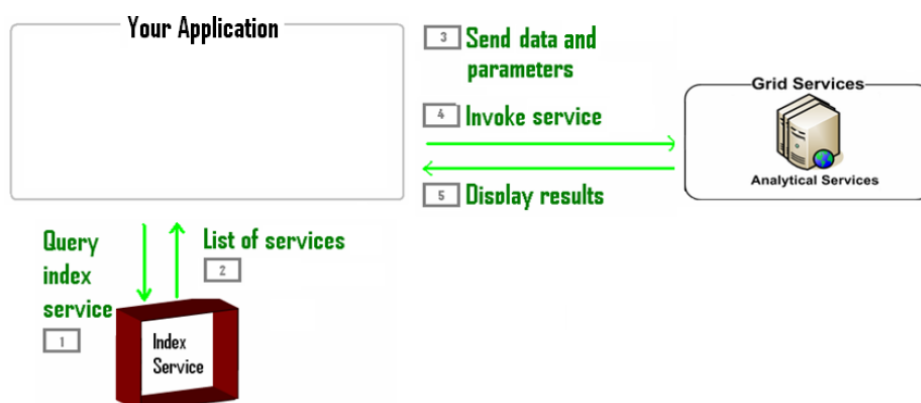 Your Application
3 Send data and
parameters
Grid Services
4 Invoke service
Analytical Services
5 Display results
Query
index
service
1
List of services
2
Index
Service